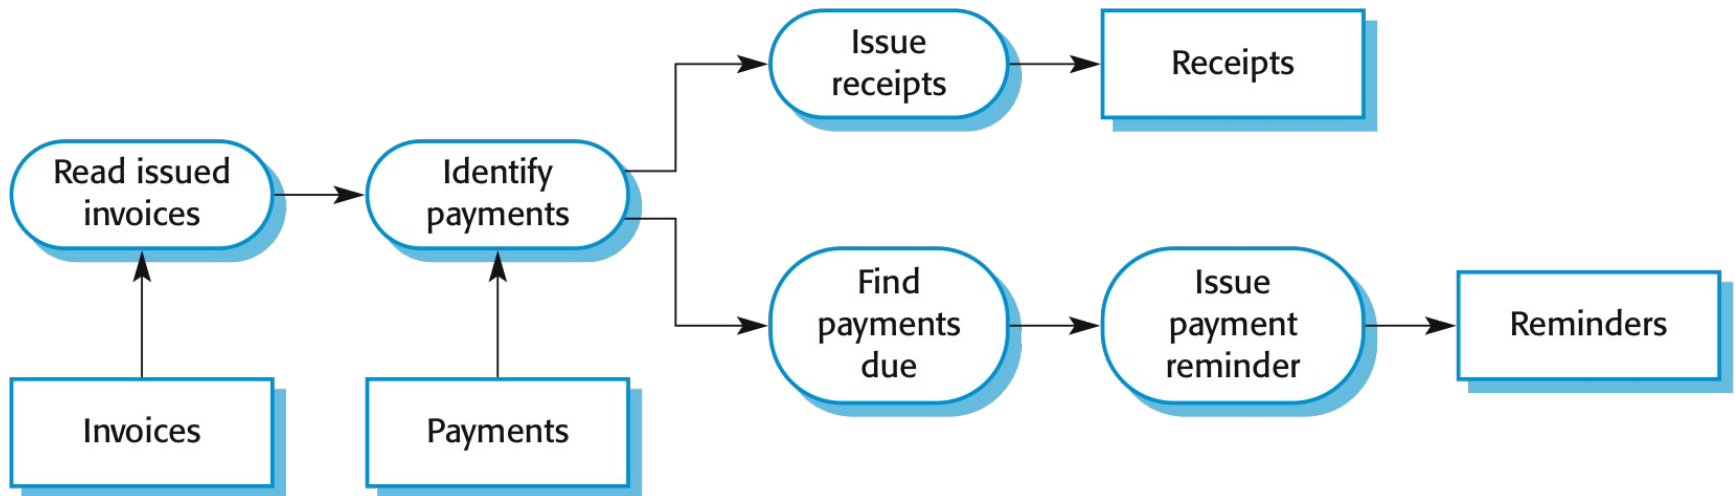 Issue
receipts
Receipts
Read issued
invoices
Identify
payments
Find
payments
due
Issue
payment
reminder
Reminders
Invoices
Payments